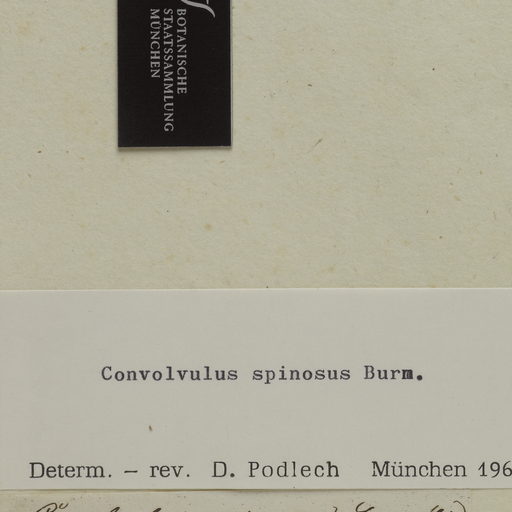 BOTANISCHE
STAATSSAMMLUNG
MÜNCHEN
Convolvulus spinosus Burm.
Determ. – rev. D. Podlech München 196